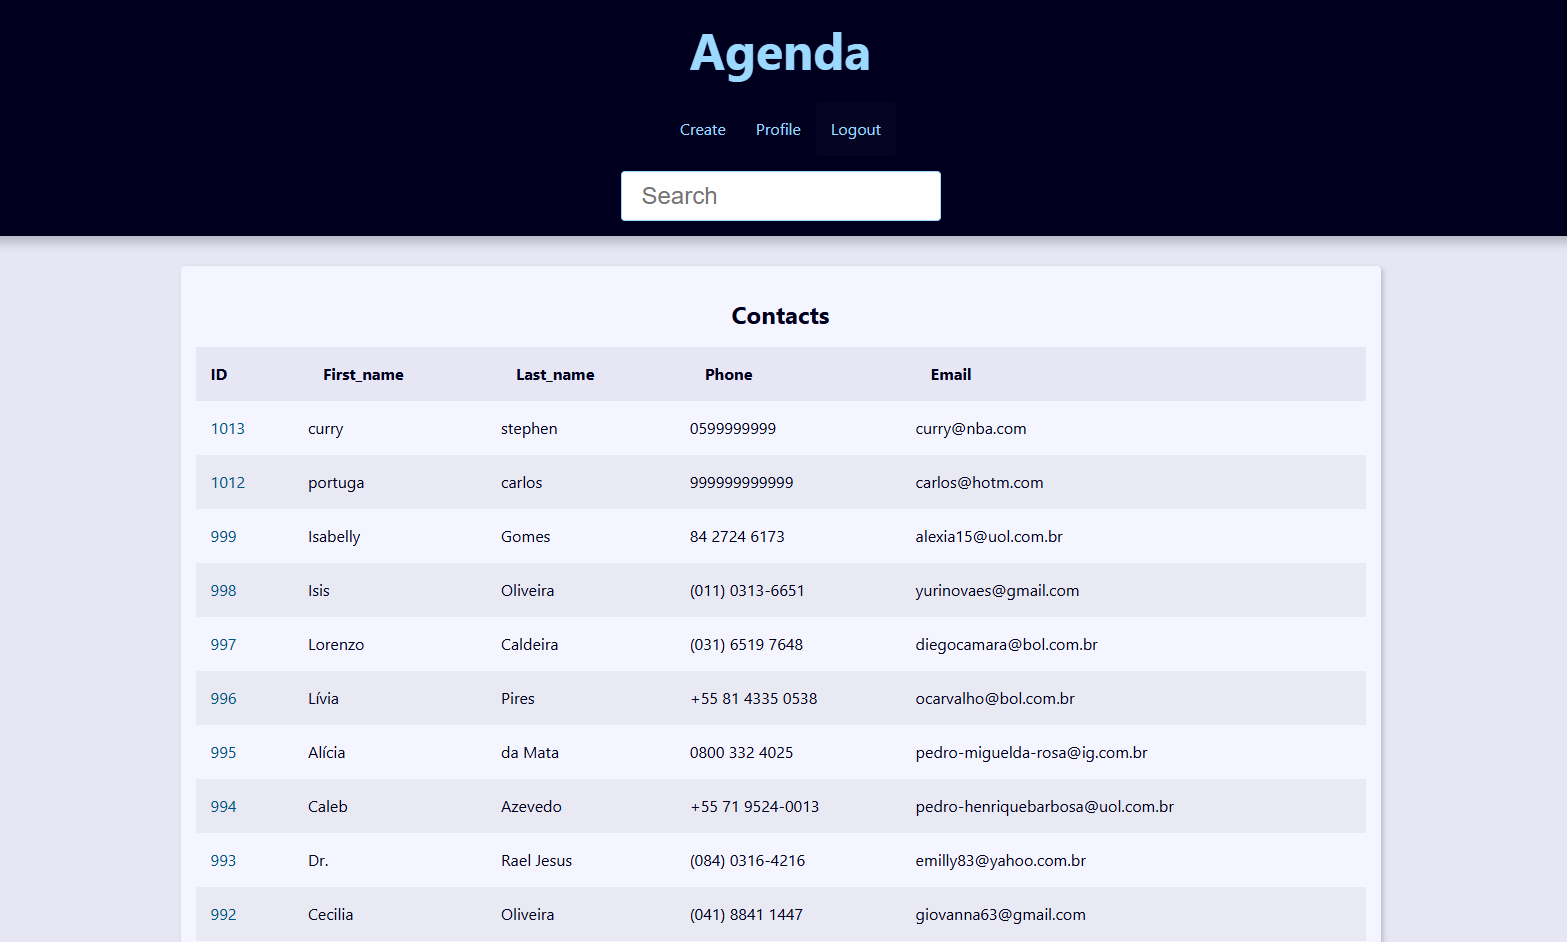 Agenda
Create Profile Logout
Search
Contacts
ID First_name Last_name Phone Email
1013 curry stephen 0599999999 curry@nba.com
1012 portuga carlos 999999999999 carlos@hotm.com
999 Isabelly Gomes 84 2724 6173 alexia15@uol.com.br
998 Isis Oliveira (011) 0313-6651 yurinovaes@gmail.com
997 Lorenzo Caldeira (031) 6519 7648 diegocamara@bol.com.br
996 Lívia Pires +55 81 4335 0538 ocarvalho@bol.com.br
995 Alícia da Mata 0800 332 4025 pedro-miguelda-rosa@ig.com.br
994 Caleb Azevedo +55 71 9524-0013 pedro-henriquebarbosa@uol.com.br
993 Dr. Rael Jesus (084) 0316-4216 emilly83@yahoo.com.br
992 Cecilia Oliveira (041) 8841 1447 giovanna63@gmail.com